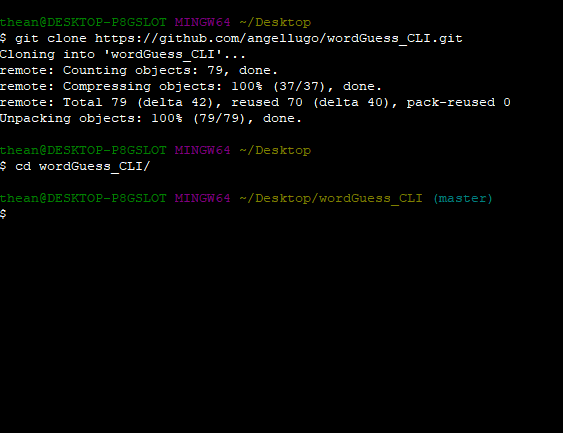 thean@DESKTOP-P8GSLOT MINGW64 ~/Desktop
$ git clone https://github.com/angellugo/wordGuess_CLI.git
Cloning into 'wordGuess_CLI'...
remote: Counting objects: 79, done.
remote: Compressing objects: 100% (37/37), done.
remote: Total 79 (delta 42), reused 70 (delta 40), pack-reused 0
Unpacking objects: 100% (79/79), done.
thean@DESKTOP-P8GSLOT MINGW64 ~/Desktop
$ cd wordGuess_CLI/
thean@DESKTOP-P8GSLOT MINGW64 ~/Desktop/wordGuess_CLI (master)
$